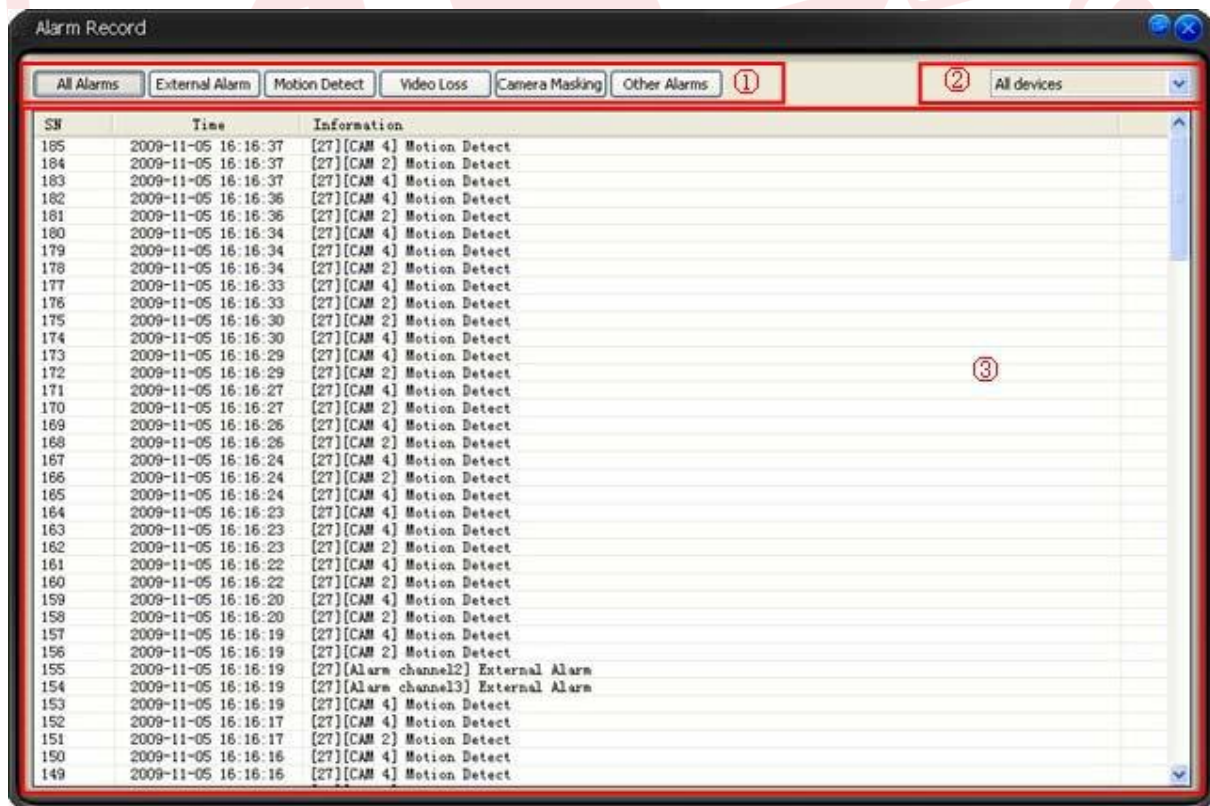 Alarm Record
All Alarms External Alarm Motion Detect Video Loss Camera Masking Other Alarms ① ② All devices
SN Time Information
185 2009-11-05 16:16:37 [27][CAM 4] Motion Detect
184 2009-11-05 16:16:37 [27][CAM 2] Motion Detect
183 2009-11-05 16:16:37 [27][CAM 4] Motion Detect
182 2009-11-05 16:16:36 [27][CAM 4] Motion Detect
181 2009-11-05 16:16:36 [27][CAM 2] Motion Detect
180 2009-11-05 16:16:34 [27][CAM 4] Motion Detect
179 2009-11-05 16:16:34 [27][CAM 4] Motion Detect
178 2009-11-05 16:16:34 [27][CAM 2] Motion Detect
177 2009-11-05 16:16:33 [27][CAM 4] Motion Detect
176 2009-11-05 16:16:33 [27][CAM 2] Motion Detect
175 2009-11-05 16:16:30 [27][CAM 2] Motion Detect
174 2009-11-05 16:16:30 [27][CAM 4] Motion Detect
173 2009-11-05 16:16:29 [27][CAM 4] Motion Detect
172 2009-11-05 16:16:29 [27][CAM 2] Motion Detect
③
171 2009-11-05 16:16:27 [27][CAM 4] Motion Detect
170 2009-11-05 16:16:27 [27][CAM 2] Motion Detect
169 2009-11-05 16:16:26 [27][CAM 4] Motion Detect
168 2009-11-05 16:16:26 [27][CAM 2] Motion Detect
167 2009-11-05 16:16:24 [27][CAM 4] Motion Detect
166 2009-11-05 16:16:24 [27][CAM 2] Motion Detect
165 2009-11-05 16:16:24 [27][CAM 4] Motion Detect
164 2009-11-05 16:16:23 [27][CAM 4] Motion Detect
163 2009-11-05 16:16:23 [27][CAM 4] Motion Detect
162 2009-11-05 16:16:23 [27][CAM 2] Motion Detect
161 2009-11-05 16:16:22 [27][CAM 4] Motion Detect
160 2009-11-05 16:16:22 [27][CAM 2] Motion Detect
159 2009-11-05 16:16:20 [27][CAM 4] Motion Detect
158 2009-11-05 16:16:20 [27][CAM 2] Motion Detect
157 2009-11-05 16:16:19 [27][CAM 4] Motion Detect
156 2009-11-05 16:16:19 [27][CAM 2] Motion Detect
155 2009-11-05 16:16:19 [27][Alarm channel2] External Alarm
154 2009-11-05 16:16:19 [27][Alarm channel3] External Alarm
153 2009-11-05 16:16:19 [27][CAM 4] Motion Detect
152 2009-11-05 16:16:17 [27][CAM 4] Motion Detect
151 2009-11-05 16:16:17 [27][CAM 2] Motion Detect
150 2009-11-05 16:16:16 [27][CAM 4] Motion Detect
149 2009-11-05 16:16:16 [27][CAM 4] Motion Detect